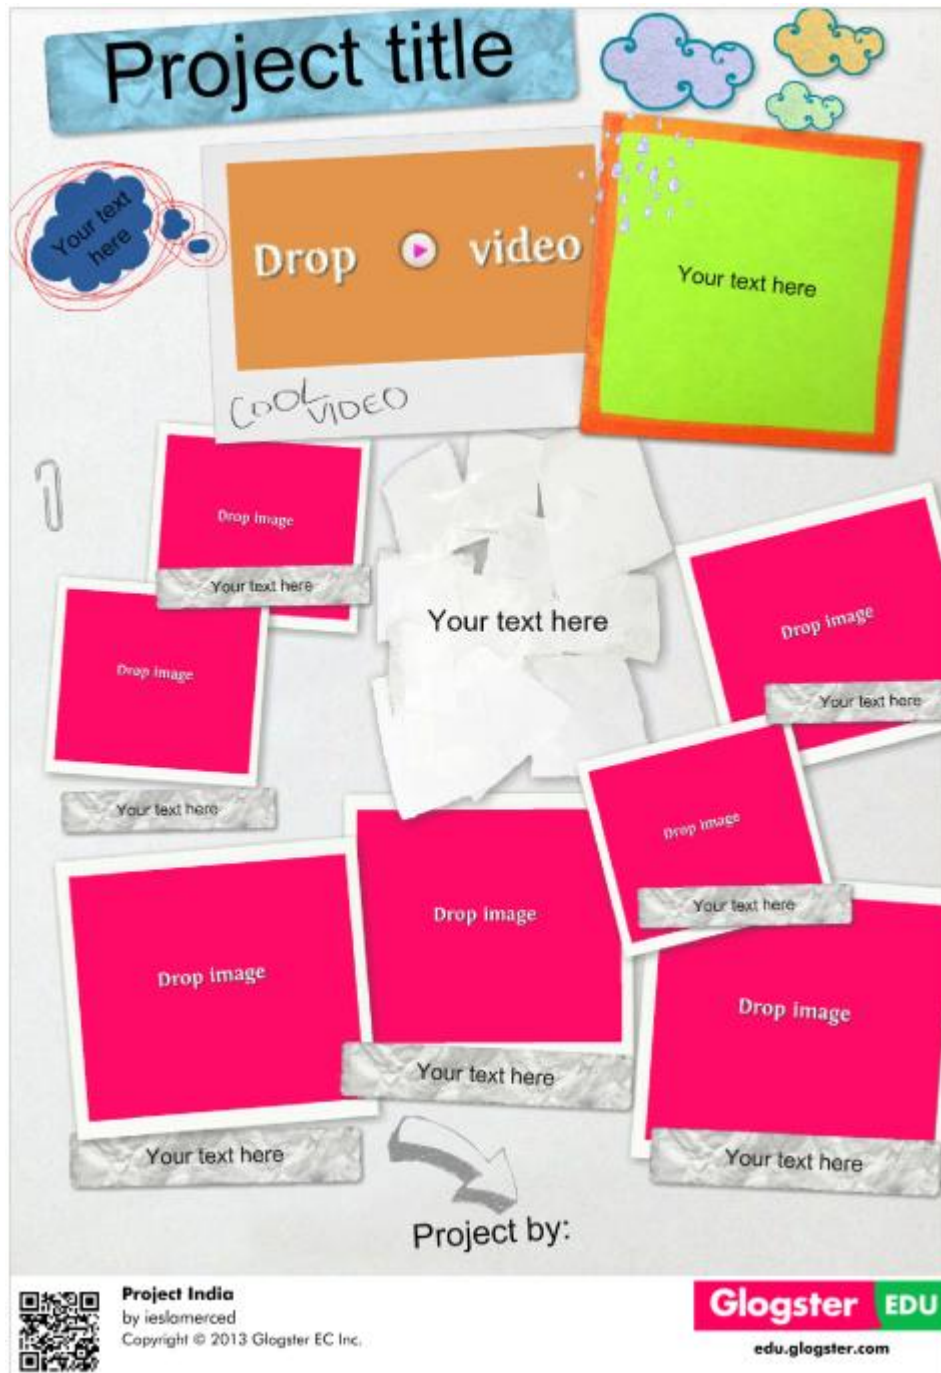 Project title
Your text
here
Drop video
Your text here
COOL VIDEO
Drop image
Your text here
Drop image
Your text here
Your text here
Drop image
Your text here
Drop image
Your text here
Drop image
Drop image
Your text here
Drop image
Your text here
Your text here
Project by:
Project India
by ieslamerced
Copyright © 2013 Glogster EC Inc.
Glogster EDU
edu.glogster.com